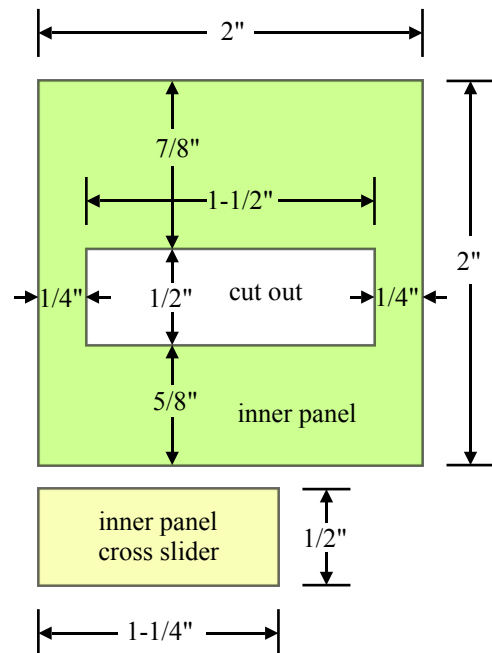 2"
7/8"
1-1/2"
2"
1/4"
1/2"
cut out
1/4"
5/8"
inner panel
inner panel
cross slider
1/2"
1-1/4"